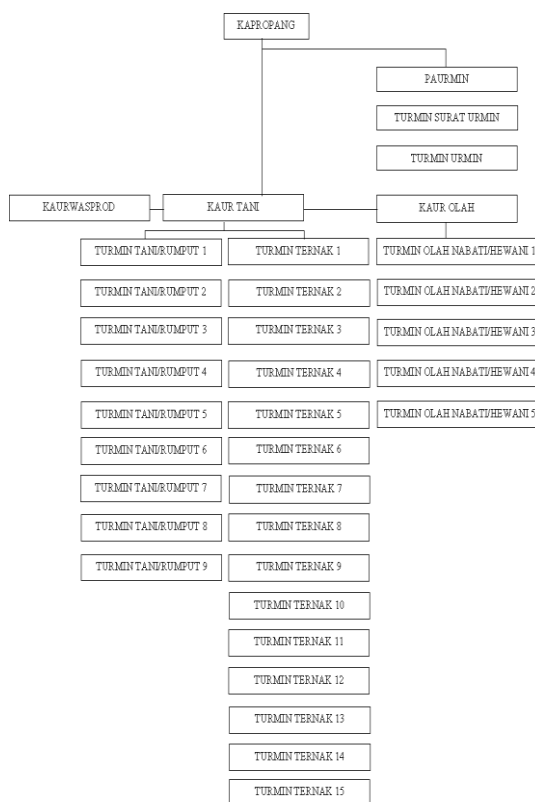 KAPROPANG
PAURMIN
TURMIN SURAT URMIN
TURMIN URMIN
KAURWASPROD
KAUR TANI
KAUR OLAH
TURMIN TANI/RUMPUT 1
TURMIN TERNAK 1
TURMIN OLAH NABATI/HEWANI 1
TURMIN TANI/RUMPUT 2
TURMIN TERNAK 2
TURMIN OLAH NABATI/HEWANI 2
TURMIN TANI/RUMPUT 3
TURMIN TERNAK 3
TURMIN OLAH NABATI/HEWANI 3
TURMIN TANI/RUMPUT 4
TURMIN TERNAK 4
TURMIN OLAH NABATI/HEWANI 4
TURMIN TANI/RUMPUT 5
TURMIN TERNAK 5
TURMIN OLAH NABATI/HEWANI 5
TURMIN TANI/RUMPUT 6
TURMIN TERNAK 6
TURMIN TANI/RUMPUT 7
TURMIN TERNAK 7
TURMIN TANI/RUMPUT 8
TURMIN TERNAK 8
TURMIN TANI/RUMPUT 9
TURMIN TERNAK 9
TURMIN TERNAK 10
TURMIN TERNAK 11
TURMIN TERNAK 12
TURMIN TERNAK 13
TURMIN TERNAK 14
TURMIN TERNAK 15